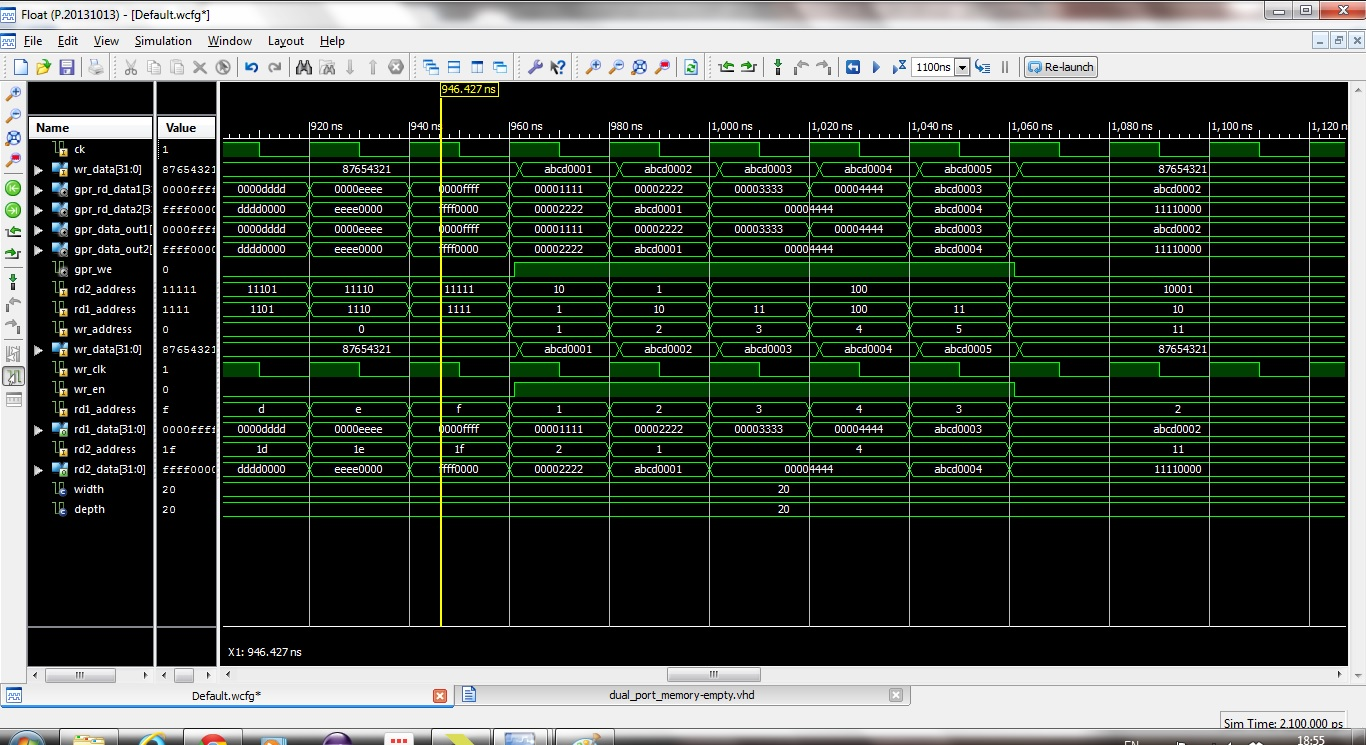 Float (P.20131013) - [Default.wcfg*]
File Edit View Simulation Window Layout Help
1100ns Re-launch
946.427 ns
Name Value
920 ns 940 ns 960 ns 980 ns 1,000 ns 1,020 ns 1,040 ns 1,060 ns 1,080 ns 1,100 ns 1,120 n
ck 1
wr_data[31:0] 87654321 87654321 abcd0001 abcd0002 abcd0003 abcd0004 abcd0005 87654321
gpr_rd_data1[3: 0000ffff 0000dddd 0000eeee 0000ffff 00001111 00002222 00003333 00004444 abcd0003 abcd0002
gpr_rd_data2[3: ffff0000 dddd0000 eeee0000 ffff0000 00002222 abcd0001 00004444 abcd0004 11110000
gpr_data_out1[ 0000ffff 0000dddd 0000eeee 0000ffff 00001111 00002222 00003333 00004444 abcd0003 abcd0002
gpr_data_out2[ ffff0000 dddd0000 eeee0000 ffff0000 00002222 abcd0001 00004444 abcd0004 11110000
gpr_we 0
rd2_address 11111 11101 11110 11111 10 1 100 10001
rd1_address 1111 1101 1110 1111 1 10 11 100 11 10
wr_address 0 0 1 2 3 4 5 11
wr_data[31:0] 87654321 87654321 abcd0001 abcd0002 abcd0003 abcd0004 abcd0005 87654321
wr_clk 1
wr_en 0
rd1_address f d e f 1 2 3 4 3 2
rd1_data[31:0] 0000ffff 0000dddd 0000eeee 0000ffff 00001111 00002222 00003333 00004444 abcd0003 abcd0002
rd2_address 1f 1d 1e 1f 2 1 4 11
rd2_data[31:0] ffff0000 dddd0000 eeee0000 ffff0000 00002222 abcd0001 00004444 abcd0004 11110000
width 20 20
depth 20 20
X1: 946.427 ns
Default.wcfg* dual_port_memory-empty.vhd
Sim Time: 2,100,000 ps
EN 18:55